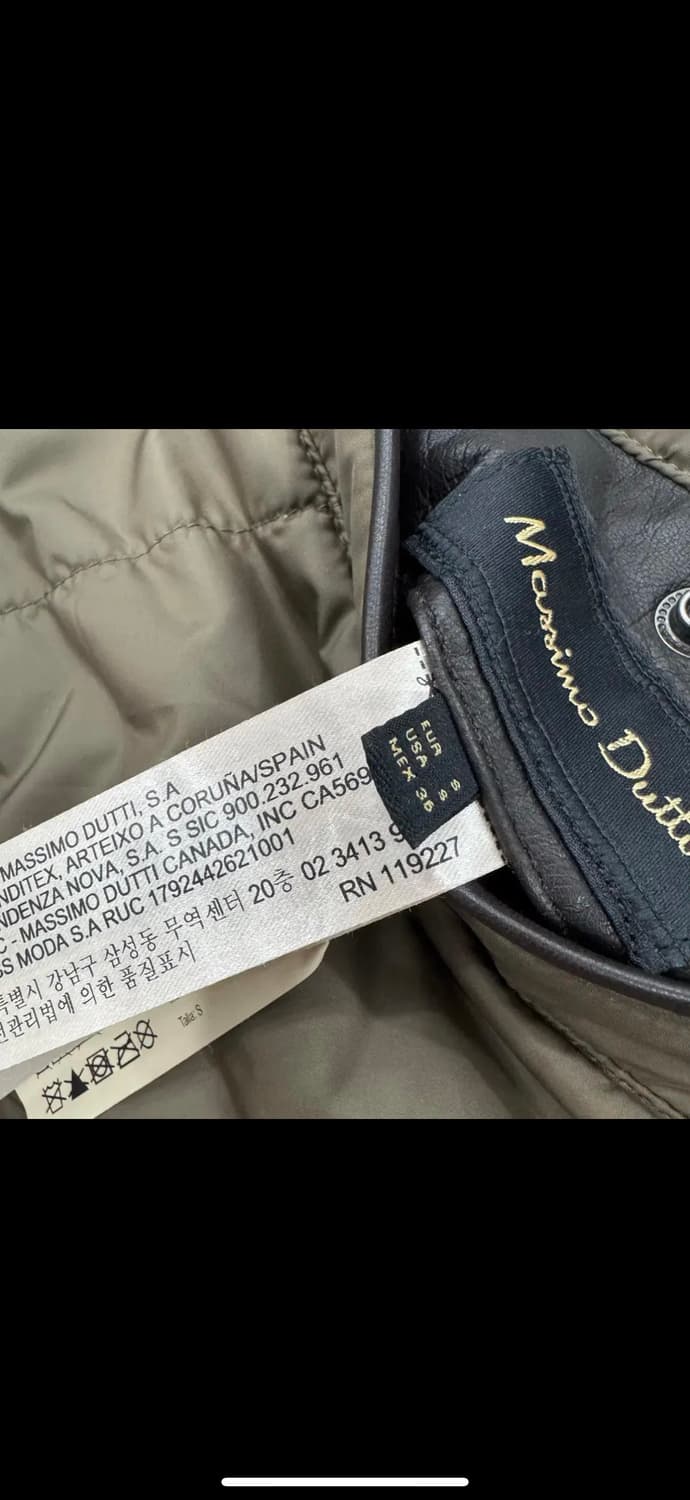 Massimo Dutti
EUR S
USA S
MEX 36
MASSIMO DUTTI, S.A
NDITEX, ARTEIXO A CORUÑA/SPAIN
NDENZA NOVA, S.A. S SIC 900.232.961
C - MASSIMO DUTTI CANADA, INC CA569
SS MODA S.A RUC 1792442621001
특별시 강남구 삼성동 무역센터 20층 02 3413 9
전관리법에 의한 품질표시
RN 119227
Talla: S